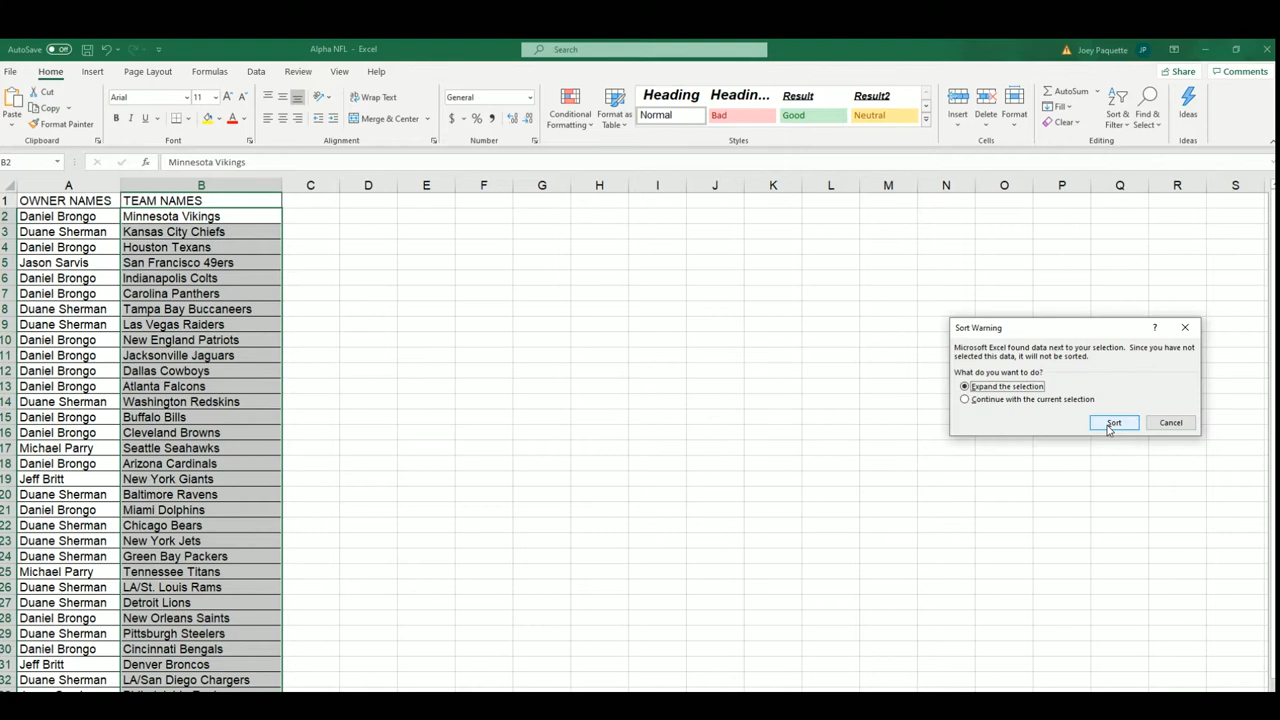 AutoSave Off Alpha NFL - Excel Search Joey Paquette JP
File Home Insert Page Layout Formulas Data Review View Help Share Comments
Cut Copy Format Painter Paste Clipboard
Arial 11 A A B I U A Font
Wrap Text Merge & Center Alignment
General $ % , Number
Conditional Formatting Format as Table
Heading Headin... Result Result2
Normal Bad Good Neutral Styles
Insert Delete Format Cells
AutoSum Fill Clear Sort & Filter Find & Select Editing
Ideas Ideas
B2 fx Minnesota Vikings
A B C D E F G H I J K L M N O P Q R S
1 OWNER NAMES TEAM NAMES
2 Daniel Brongo Minnesota Vikings
3 Duane Sherman Kansas City Chiefs
4 Daniel Brongo Houston Texans
5 Jason Sarvis San Francisco 49ers
6 Daniel Brongo Indianapolis Colts
7 Daniel Brongo Carolina Panthers
8 Duane Sherman Tampa Bay Buccaneers
9 Duane Sherman Las Vegas Raiders
10 Daniel Brongo New England Patriots
11 Daniel Brongo Jacksonville Jaguars
12 Daniel Brongo Dallas Cowboys
13 Daniel Brongo Atlanta Falcons
14 Duane Sherman Washington Redskins
15 Daniel Brongo Buffalo Bills
16 Daniel Brongo Cleveland Browns
17 Michael Parry Seattle Seahawks
18 Daniel Brongo Arizona Cardinals
19 Jeff Britt New York Giants
20 Duane Sherman Baltimore Ravens
21 Daniel Brongo Miami Dolphins
22 Duane Sherman Chicago Bears
23 Duane Sherman New York Jets
24 Duane Sherman Green Bay Packers
25 Michael Parry Tennessee Titans
26 Duane Sherman LA/St. Louis Rams
27 Duane Sherman Detroit Lions
28 Daniel Brongo New Orleans Saints
29 Duane Sherman Pittsburgh Steelers
30 Daniel Brongo Cincinnati Bengals
31 Jeff Britt Denver Broncos
32 Duane Sherman LA/San Diego Chargers
Sort Warning ?
Microsoft Excel found data next to your selection. Since you have not
selected this data, it will not be sorted.
What do you want to do?
Expand the selection
Continue with the current selection
Sort Cancel